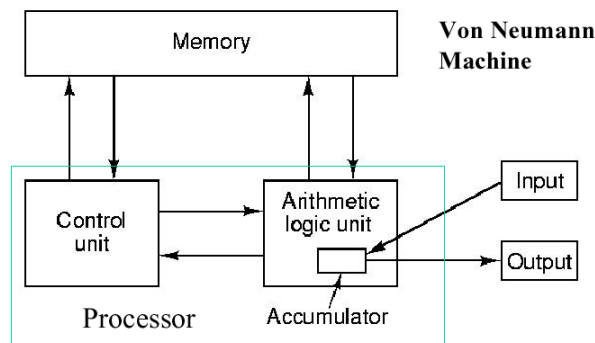 Memory
Von Neumann
Machine
Control
unit
Arithmetic
logic unit
Input
Output
Processor
Accumulator